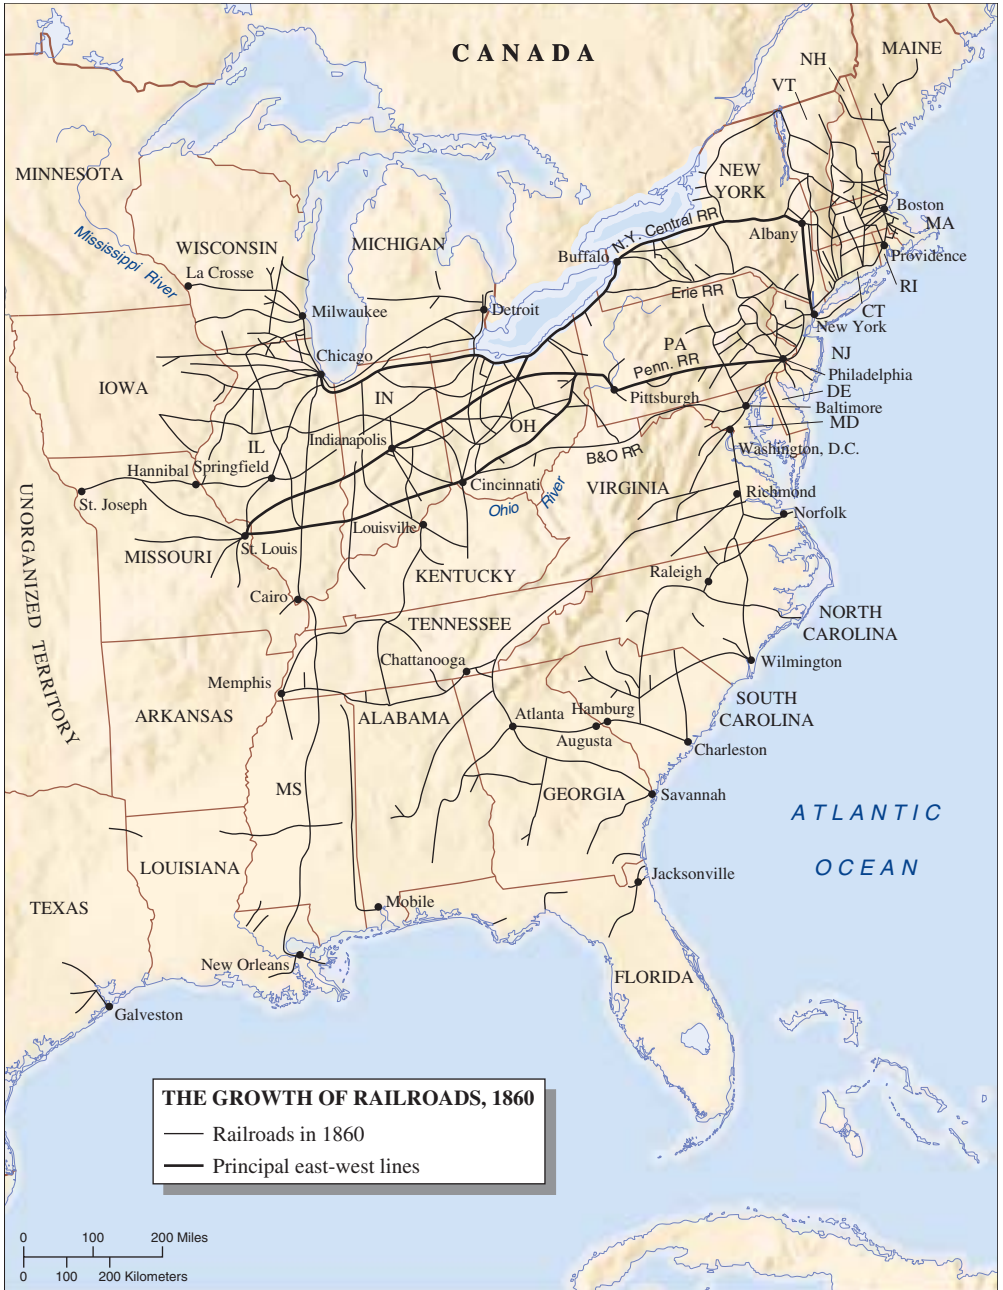 CANADA
MAINE
NH
VT
MINNESOTA
NEW
YORK
Boston
MA
Mississippi River
WISCONSIN
MICHIGAN
N.Y. Central RR
Albany
Buffalo
Providence
La Crosse
RI
Erie RR
Milwaukee
Detroit
CT
New York
Chicago
PA
NJ
Penn. RR
Philadelphia
IOWA
IN
Pittsburgh
DE
Baltimore
MD
OH
Indianapolis
IL
B&O RR
Washington, D.C.
Hannibal
Springfield
Cincinnati
VIRGINIA
Richmond
St. Joseph
Ohio River
Norfolk
Louisville
St. Louis
MISSOURI
UNORGANIZED TERRITORY
KENTUCKY
Raleigh
Cairo
NORTH
CAROLINA
TENNESSEE
Chattanooga
Wilmington
Memphis
SOUTH
CAROLINA
ARKANSAS
ALABAMA
Atlanta
Hamburg
Augusta
Charleston
MS
GEORGIA
Savannah
ATLANTIC
OCEAN
LOUISIANA
Jacksonville
TEXAS
Mobile
New Orleans
FLORIDA
Galveston
THE GROWTH OF RAILROADS, 1860
Railroads in 1860
Principal east-west lines
0 100 200 Miles
0 100 200 Kilometers